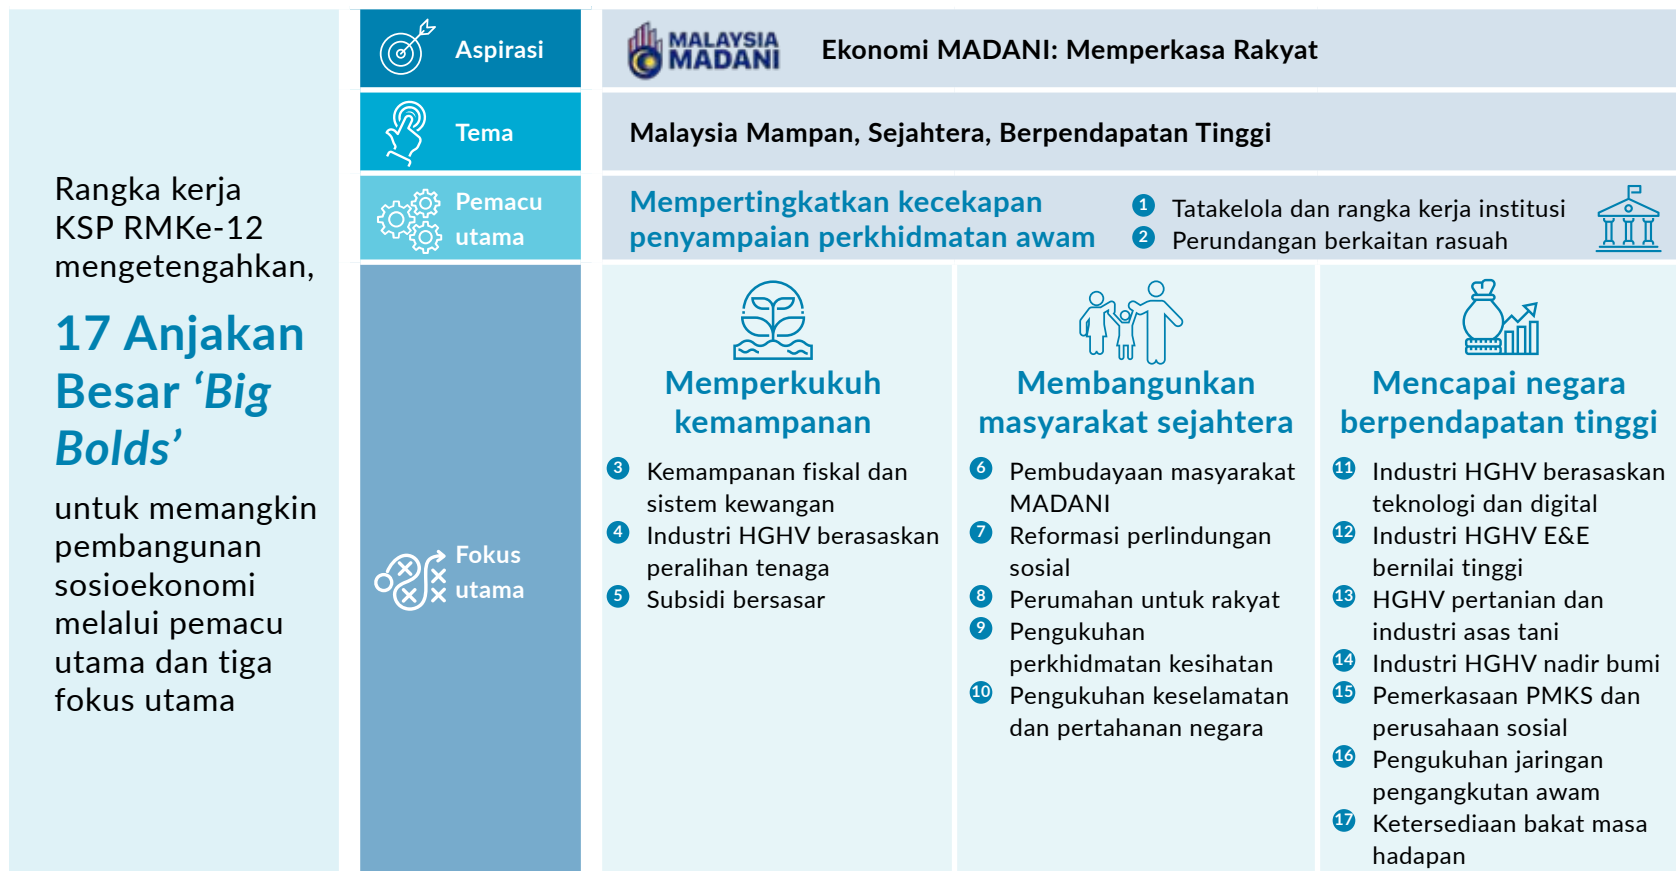 Rangka kerja
KSP RMKe-12
mengetengahkan,
17 Anjakan
Besar ‘Big
Bolds’
untuk memangkin
pembangunan
sosioekonomi
melalui pemacu
utama dan tiga
fokus utama
Aspirasi
MALAYSIA
MADANI
Ekonomi MADANI: Memperkasa Rakyat
Tema
Malaysia Mampan, Sejahtera, Berpendapatan Tinggi
Pemacu
utama
Mempertingkatkan kecekapan
penyampaian perkhidmatan awam
1 Tatakelola dan rangka kerja institusi
2 Perundangan berkaitan rasuah
Fokus
utama
Memperkukuh
kemampanan
3 Kemampanan fiskal dan
sistem kewangan
4 Industri HGHV berasaskan
peralihan tenaga
5 Subsidi bersasar
Membangunkan
masyarakat sejahtera
6 Pembudayaan masyarakat
MADANI
7 Reformasi perlindungan
sosial
8 Perumahan untuk rakyat
9 Pengukuhan
perkhidmatan kesihatan
10 Pengukuhan keselamatan
dan pertahanan negara
Mencapai negara
berpendapatan tinggi
11 Industri HGHV berasaskan
teknologi dan digital
12 Industri HGHV E&E
bernilai tinggi
13 HGHV pertanian dan
industri asas tani
14 Industri HGHV nadir bumi
15 Pemerkasaan PMKS dan
perusahaan sosial
16 Pengukuhan jaringan
pengangkutan awam
17 Ketersediaan bakat masa
hadapan